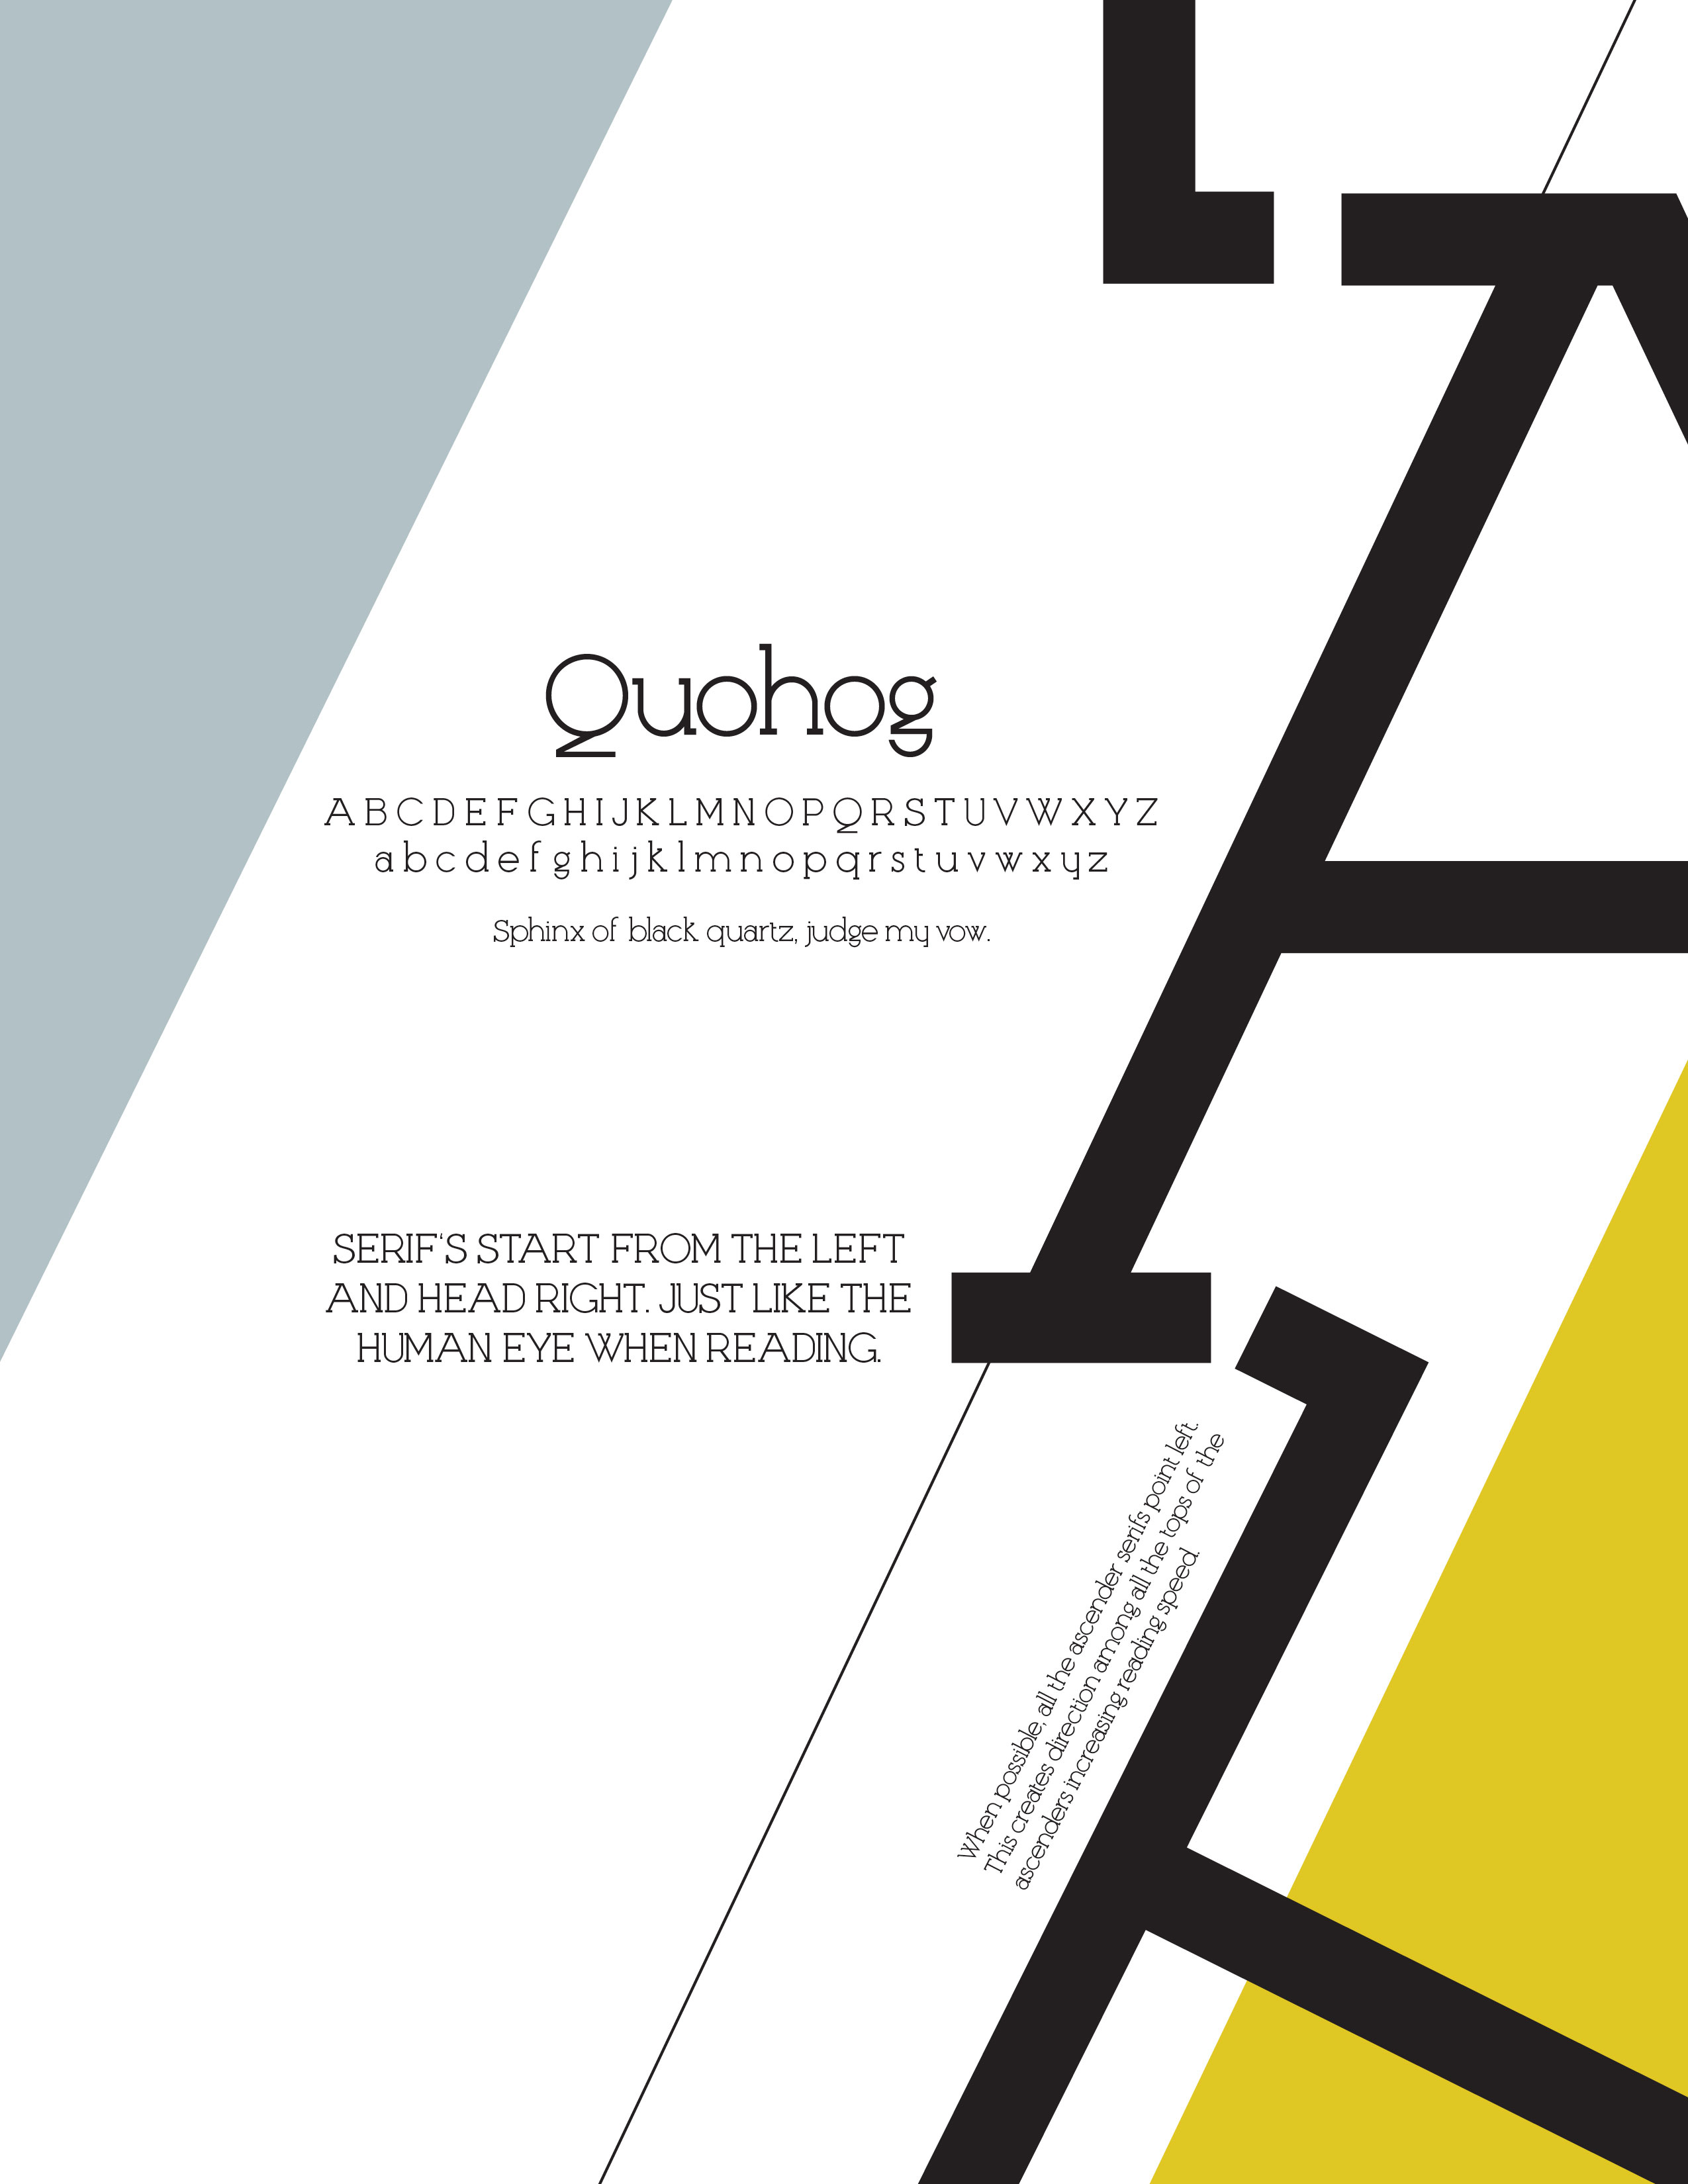 Quohog
A B C D E F G H I J K L M N O P Q R S T U V W X Y Z
a b c d e f g h i j k l m n o p q r s t u v w x y z
Sphinx of black quartz, judge my vow.
SERIF‘S START FROM THE LEFT
AND HEAD RIGHT. JUST LIKE THE
HUMAN EYE WHEN READING.
When possible, all the ascender serifs point left.
This creates direction among all the tops of the
ascenders increasing reading speed.